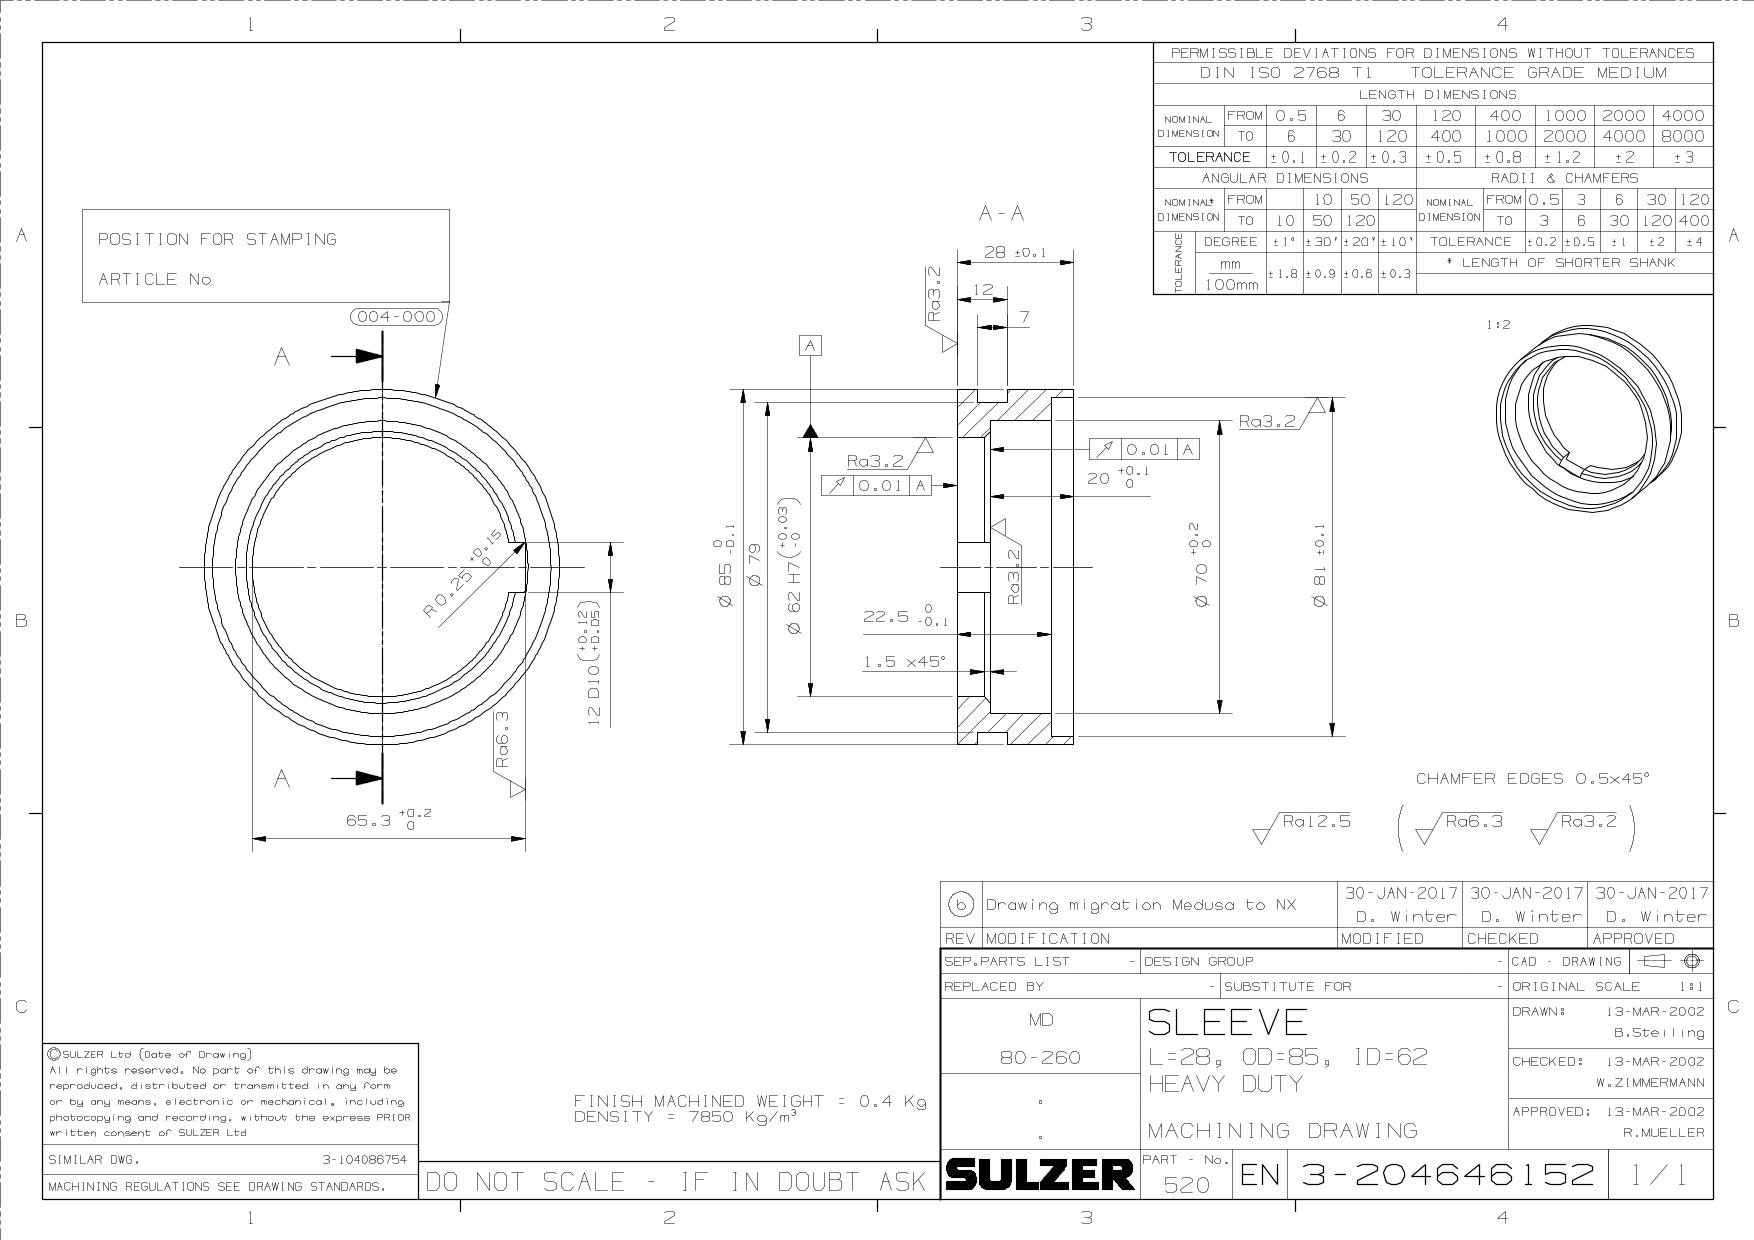 1 2 3 4
PERMISSIBLE DEVIATIONS FOR DIMENSIONS WITHOUT TOLERANCES
DIN ISO 2768 T1 TOLERANCE GRADE MEDIUM
LENGTH DIMENSIONS
NOMINAL DIMENSION FROM 0.5 6 30 120 400 1000 2000 4000
TO 6 30 120 400 1000 2000 4000 8000
TOLERANCE ±0.1 ±0.2 ±0.3 ±0.5 ±0.8 ±1.2 ±2 ±3
ANGULAR DIMENSIONS RADII & CHAMFERS
NOMINAL* DIMENSION FROM 10 50 120 NOMINAL DIMENSION FROM 0.5 3 6 30 120
TO 10 50 120 TO 3 6 30 120 400
TOLERANCE DEGREE ±1° ±30' ±20' ±10' TOLERANCE ±0.2 ±0.5 ±1 ±2 ±4
mm
100mm ±1.8 ±0.9 ±0.6 ±0.3
* LENGTH OF SHORTER SHANK
A A
POSITION FOR STAMPING
ARTICLE No
004-000
A
A
R0.25 +0.15 0
12 D10(+0.12 +0.05)
Ra6.3
65.3 +0.2 0
A-A
28 ±0.1
12
7
Ra3.2
A
Ra3.2
0.01 A
0.01 A
20 +0.1 0
Ra3.2
Ra3.2
Ø 85 0 -0.1
Ø 79
Ø 62 H7(+0.03 -0)
22.5 0 -0.1
1.5 x45°
Ø 70 +0.2 0
Ø 81 ±0.1
1:2
B B
CHAMFER EDGES 0.5x45°
Ra12.5 ( Ra6.3 Ra3.2 )
b Drawing migration Medusa to NX 30-JAN-2017 30-JAN-2017 30-JAN-2017
D. Winter D. Winter D. Winter
REV MODIFICATION MODIFIED CHECKED APPROVED
SEP.PARTS LIST - DESIGN GROUP - CAD - DRAWING
REPLACED BY - SUBSTITUTE FOR - ORIGINAL SCALE 1:1
C C
MD
80-260
SLEEVE
L=28, OD=85, ID=62
HEAVY DUTY
MACHINING DRAWING
DRAWN: 13-MAR-2002
B.Steiling
CHECKED: 13-MAR-2002
W.ZIMMERMANN
APPROVED: 13-MAR-2002
R.MUELLER
SULZER
PART - No.
520
EN 3-204646152 1/1
FINISH MACHINED WEIGHT = 0.4 Kg
DENSITY = 7850 Kg/m³
©SULZER Ltd {Date of Drawing}
All rights reserved. No part of this drawing may be
reproduced, distributed or transmitted in any form
or by any means, electronic or mechanical, including
photocopying and recording, without the express PRIOR
written consent of SULZER Ltd
SIMILAR DWG. 3-104086754
MACHINING REGULATIONS SEE DRAWING STANDARDS.
DO NOT SCALE - IF IN DOUBT ASK
1 2 3 4